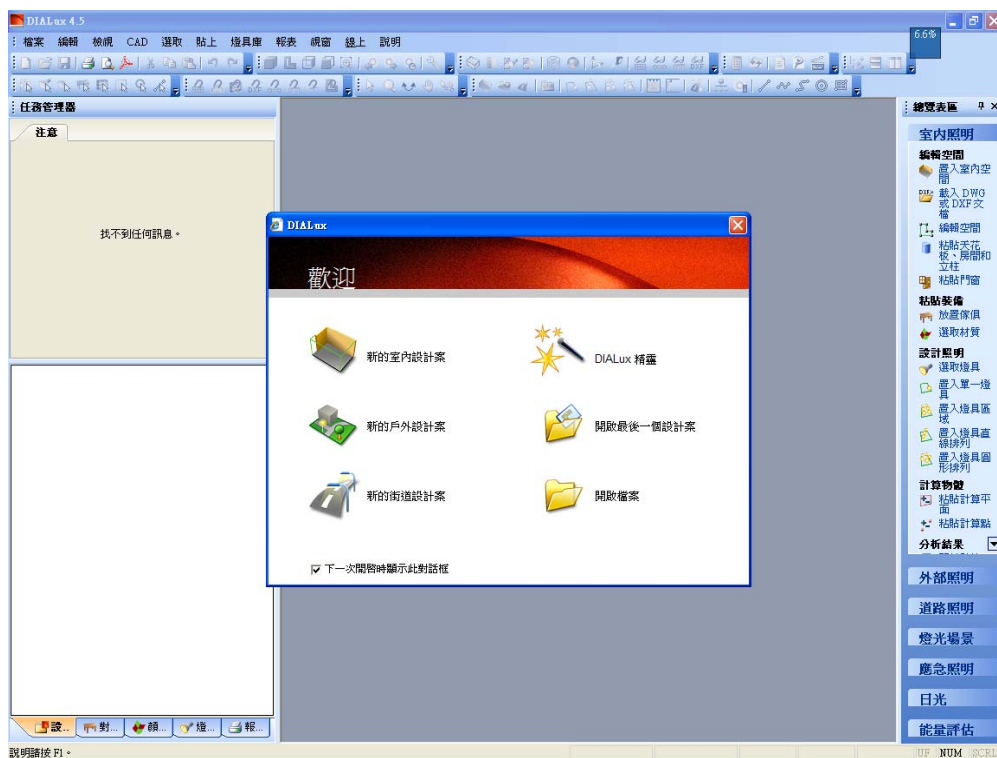 DIALux 4.5
檔案 編輯 檢視 CAD 選取 貼上 燈具庫 報表 視窗 線上 說明
6.6%
任務管理器
注意
找不到任何訊息。
DIALux
歡迎
新的室內設計案
DIALux 精靈
新的戶外設計案
開啟最後一個設計案
新的街道設計案
開啟檔案
下一次開啓時顯示此對話框
總覽表區
室內照明
編輯空間
置入室內空
間
載入 DWG
或 DXF 交
檔
編輯空間
粘貼天花
板、房間和
立柱
粘貼門窗
粘貼裝備
放置傢俱
選取材質
設計照明
選取燈具
置入單一燈
具
置入燈具區
域
置入燈具直
線排列
置入燈具圓
形排列
計算物體
粘貼計算平
面
粘貼計算點
分析結果
外部照明
道路照明
燈光場景
應急照明
日光
能量評估
設... 對... 顏... 燈... 報...
説明請按 F1。
UF NUM SCRL